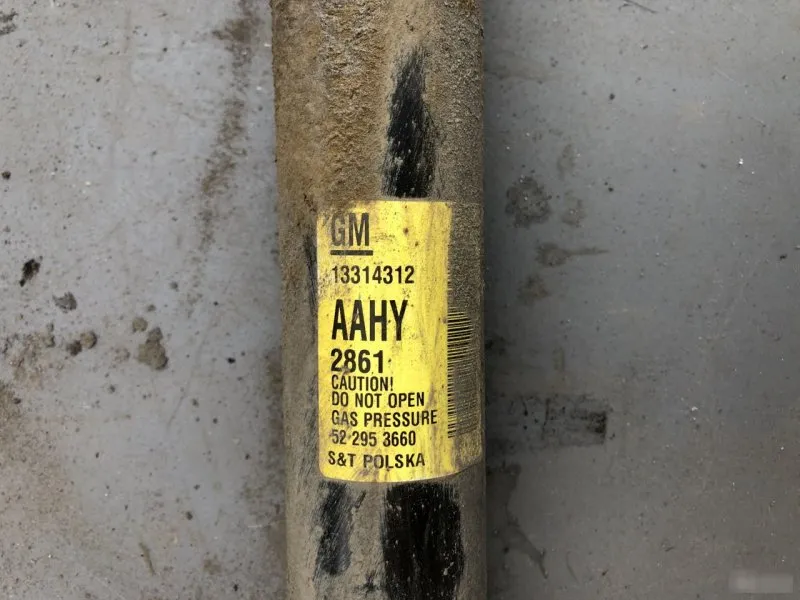 GM
13314312
AAHY
2861
CAUTION!
DO NOT OPEN
GAS PRESSURE
52 295 3660
S&T POLSKA